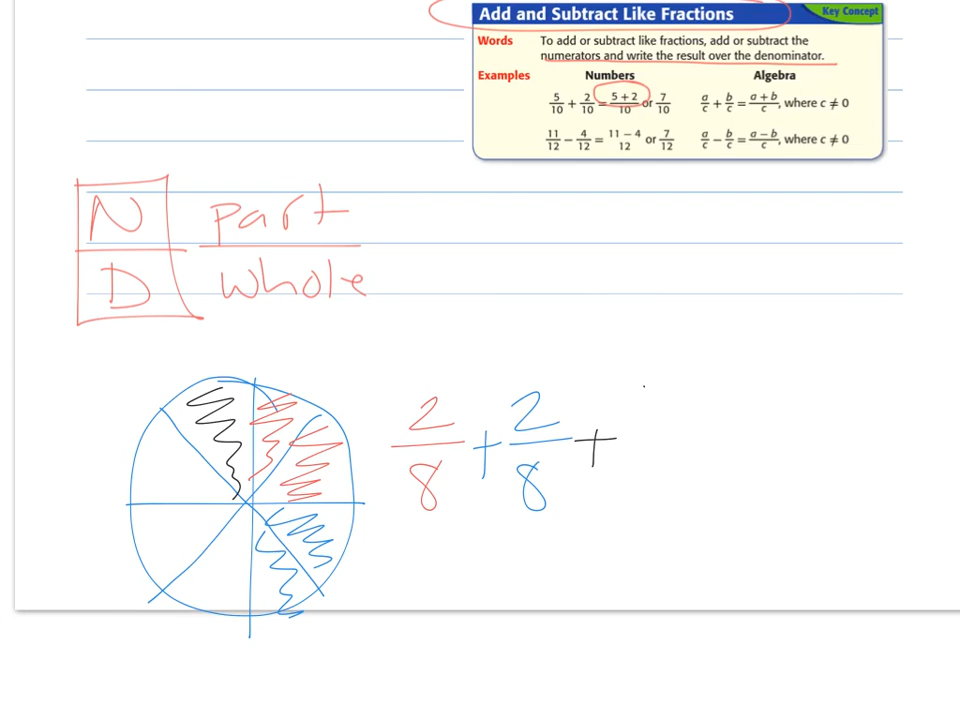 Add and Subtract Like Fractions
Key Concept
Words To add or subtract like fractions, add or subtract the
numerators and write the result over the denominator.
Examples Numbers Algebra
5/10 + 2/10 = 5 + 2/10 or 7/10 a/c + b/c = a + b/c, where c ≠ 0
11/12 − 4/12 = 11 − 4/12 or 7/12 a/c − b/c = a − b/c, where c ≠ 0
N part
D whole
2/8 + 2/8 +